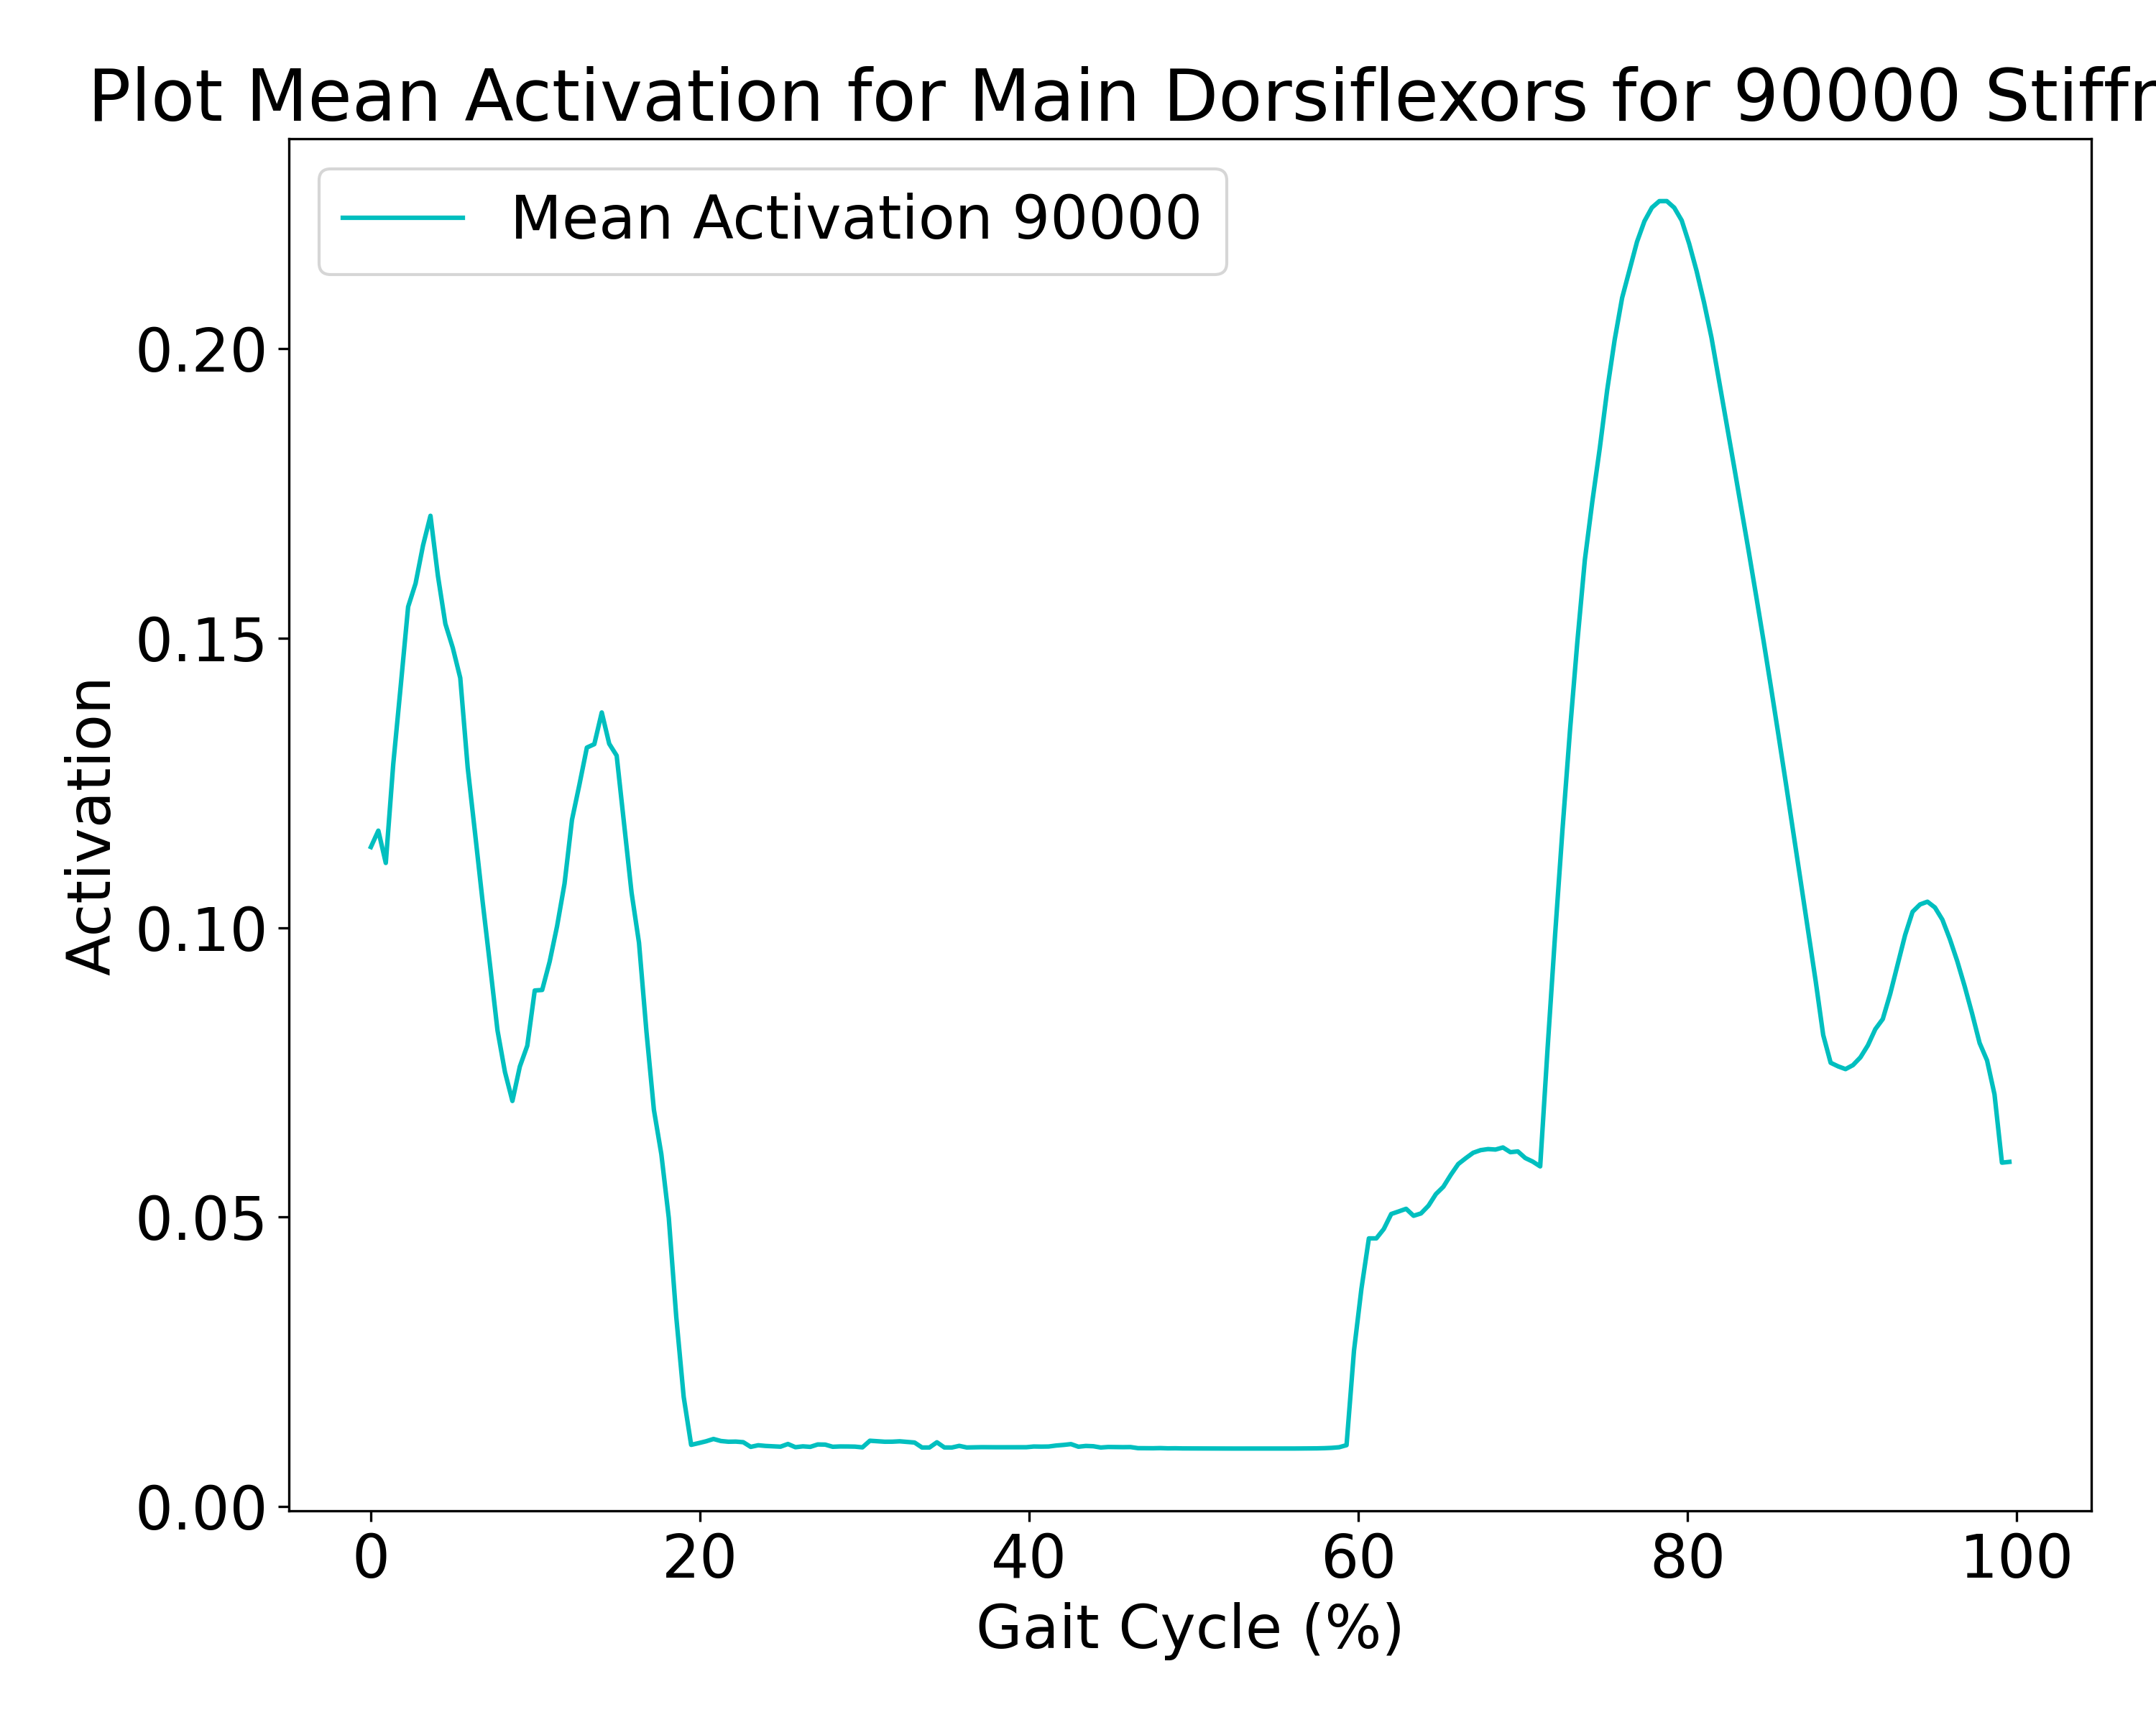 Plot Mean Activation for Main Dorsiflexors for 90000
Mean Activation 90000
Activation
0.20
0.15
0.10
0.05
0.00
0 20 40 60 80 100
Gait Cycle (%)